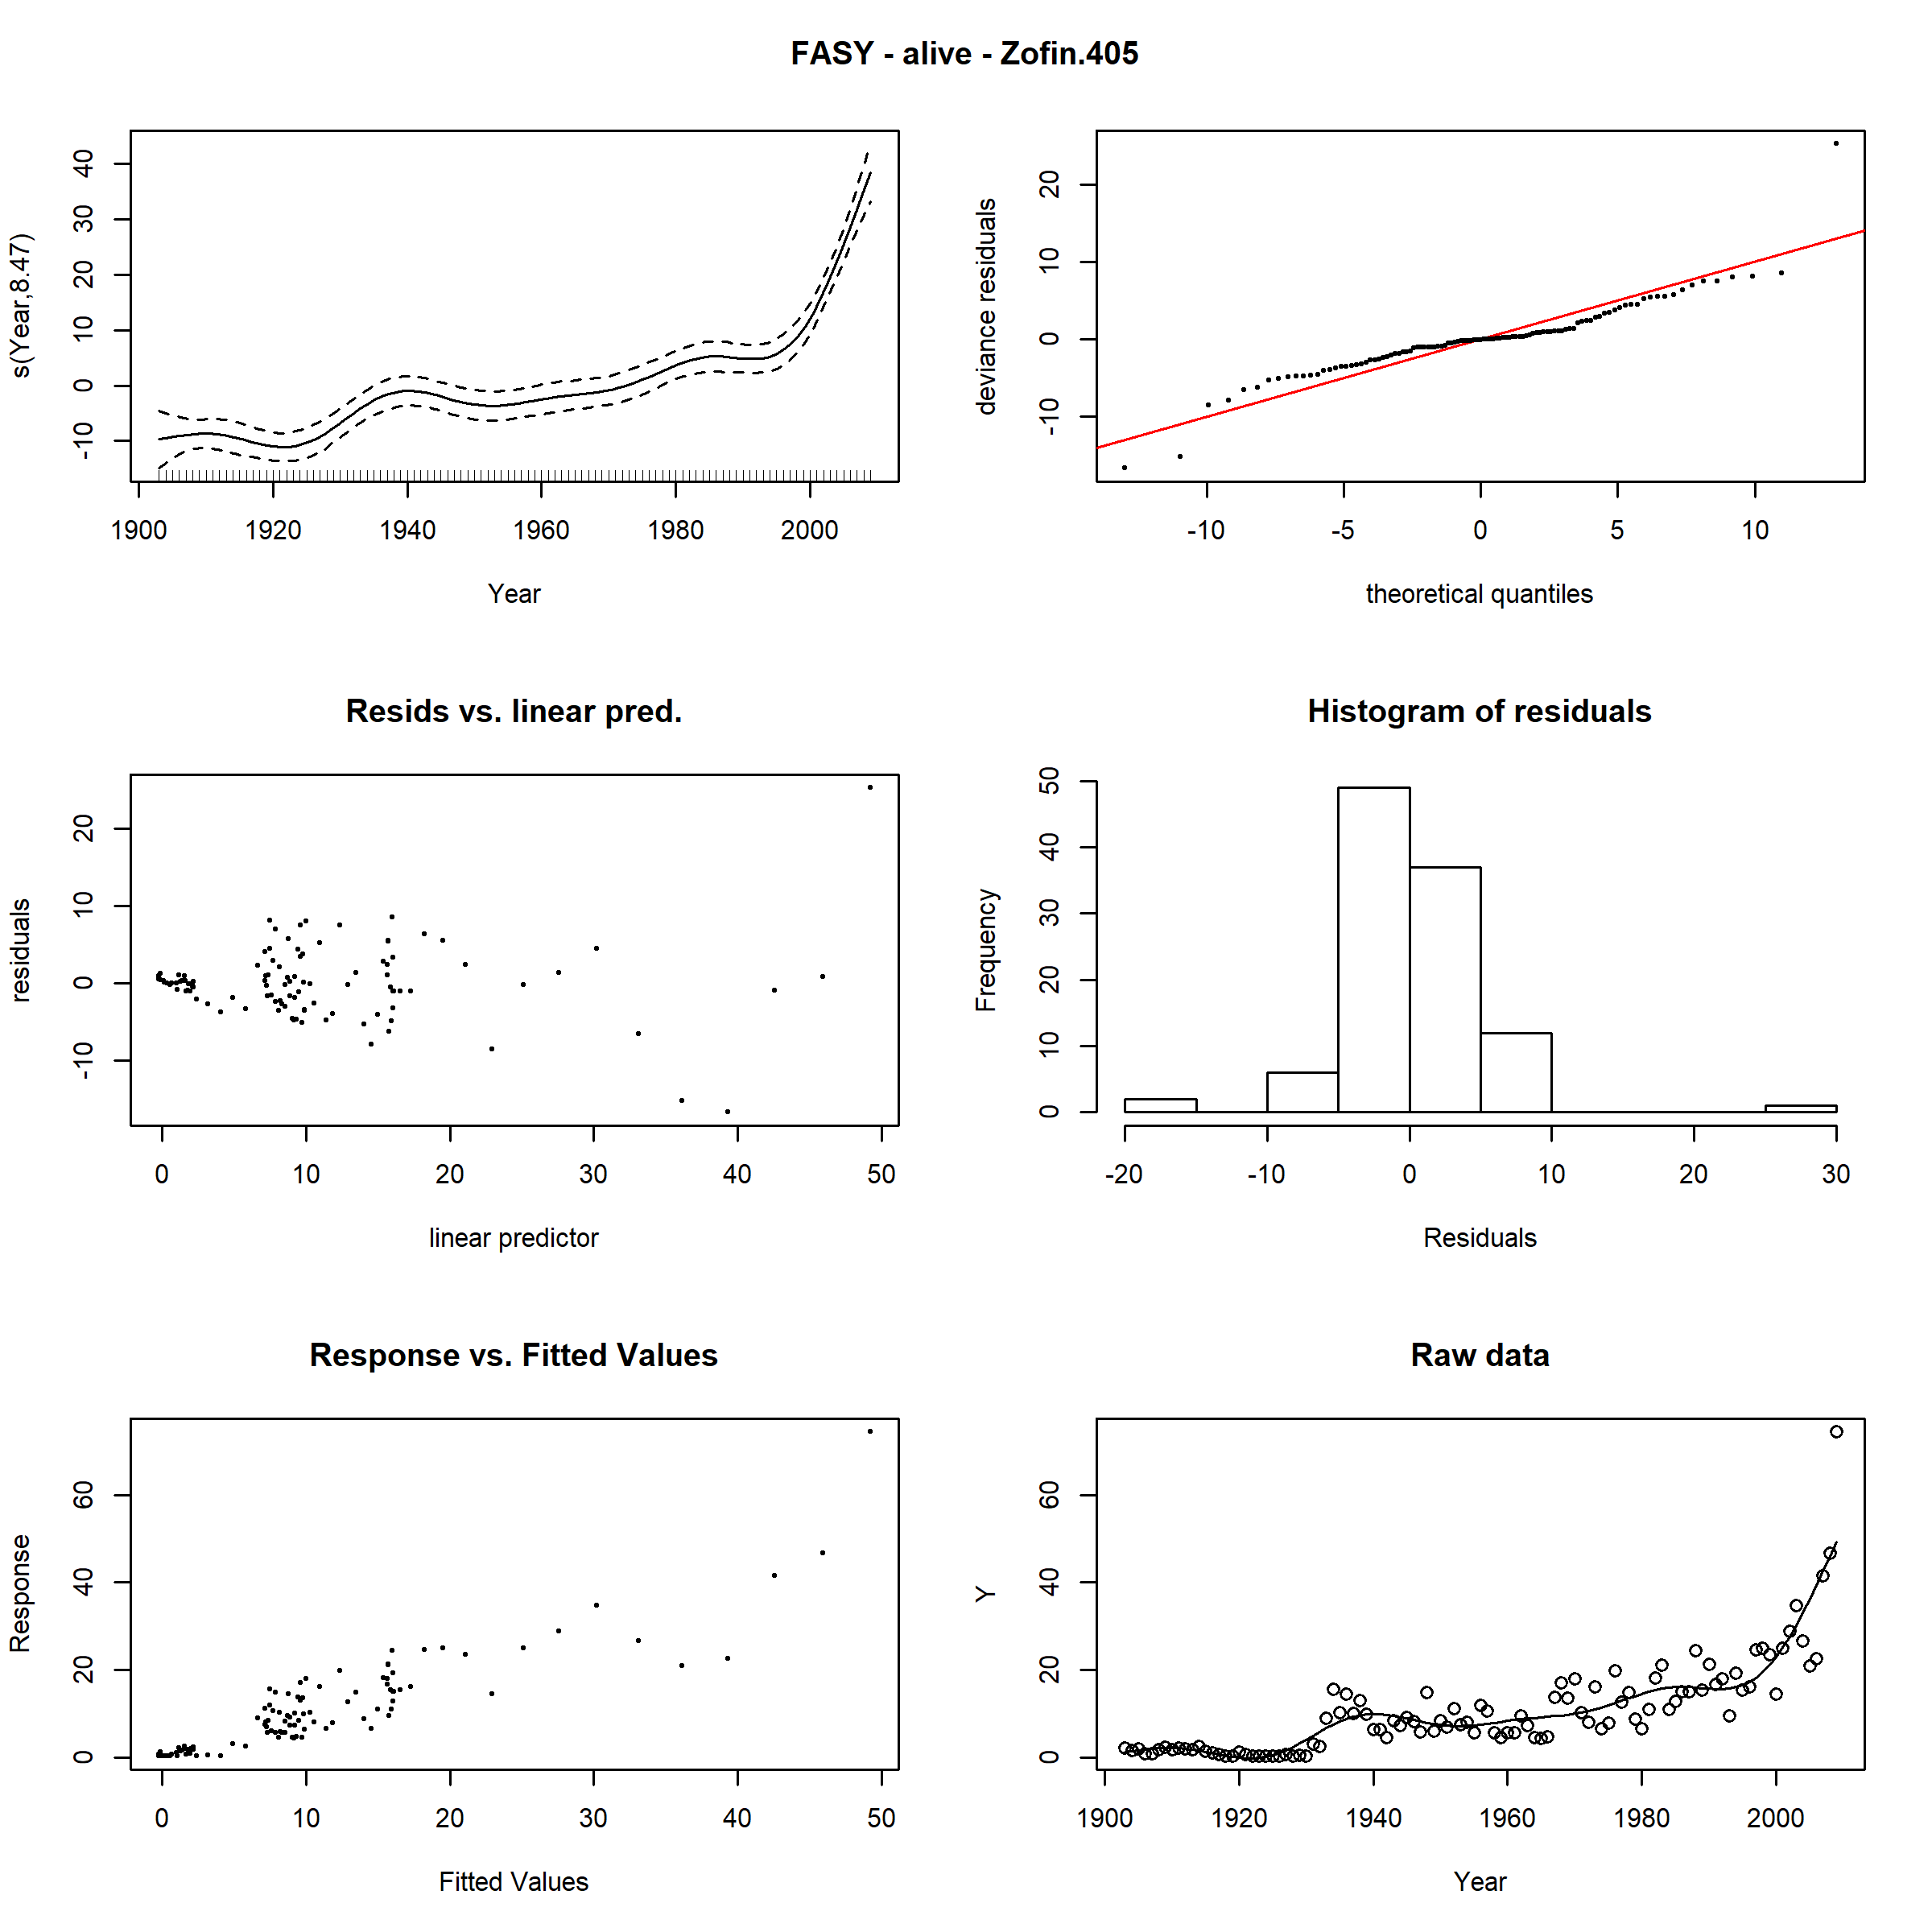 FASY - alive - Zofin.405
s(Year,8.47)
-10 0 10 20 30 40
1900 1920 1940 1960 1980 2000
Year
deviance residuals
-10 0 10 20
-10 -5 0 5 10
theoretical quantiles
Resids vs. linear pred.
residuals
-10 0 10 20
0 10 20 30 40 50
linear predictor
Histogram of residuals
Frequency
0 10 20 30 40 50
-20 -10 0 10 20 30
Residuals
Response vs. Fitted Values
Response
0 20 40 60
0 10 20 30 40 50
Fitted Values
Raw data
Y
0 20 40 60
1900 1920 1940 1960 1980 2000
Year